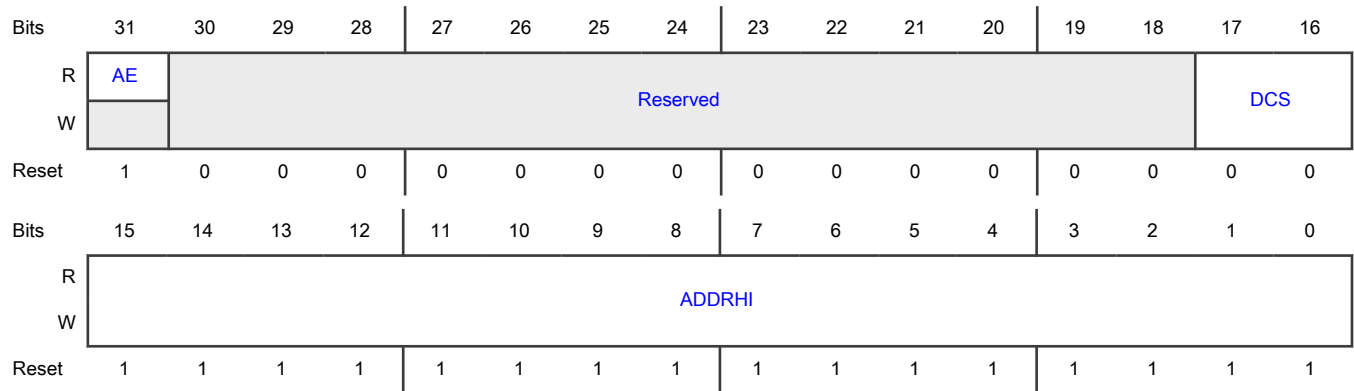 Bits 31 30 29 28 27 26 25 24 23 22 21 20 19 18 17 16
R AE Reserved DCS
W
Reset 1 0 0 0 0 0 0 0 0 0 0 0 0 0 0 0
Bits 15 14 13 12 11 10 9 8 7 6 5 4 3 2 1 0
R ADDRHI
W
Reset 1 1 1 1 1 1 1 1 1 1 1 1 1 1 1 1